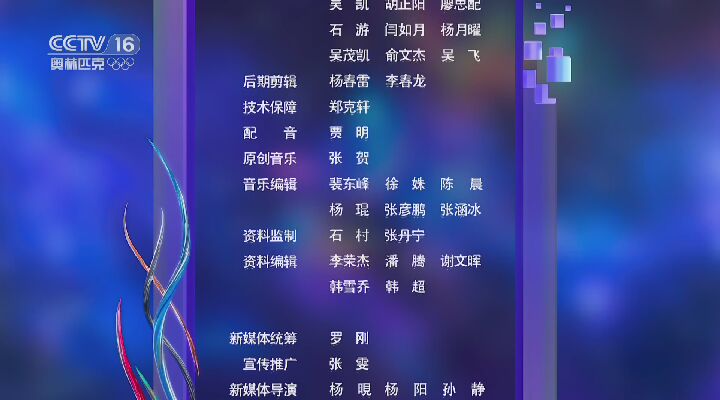 CCTV 16
奥林匹克
吴 凯 胡正阳 廖忠配
石 游 闫如月 杨月曜
吴茂凯 俞文杰 吴 飞
后期剪辑 杨春雷 李春龙
技术保障 郑克轩
配 音 贾 明
原创音乐 张 贺
音乐编辑 裴东峰 徐 姝 陈 晨
杨 琨 张彦鹏 张涵冰
资料监制 石 村 张丹宁
资料编辑 李荣杰 潘 腾 谢文晖
韩雪乔 韩 超
新媒体统筹 罗 刚
宣传推广 张 雯
新媒体导演 杨 晛 杨 阳 孙 静